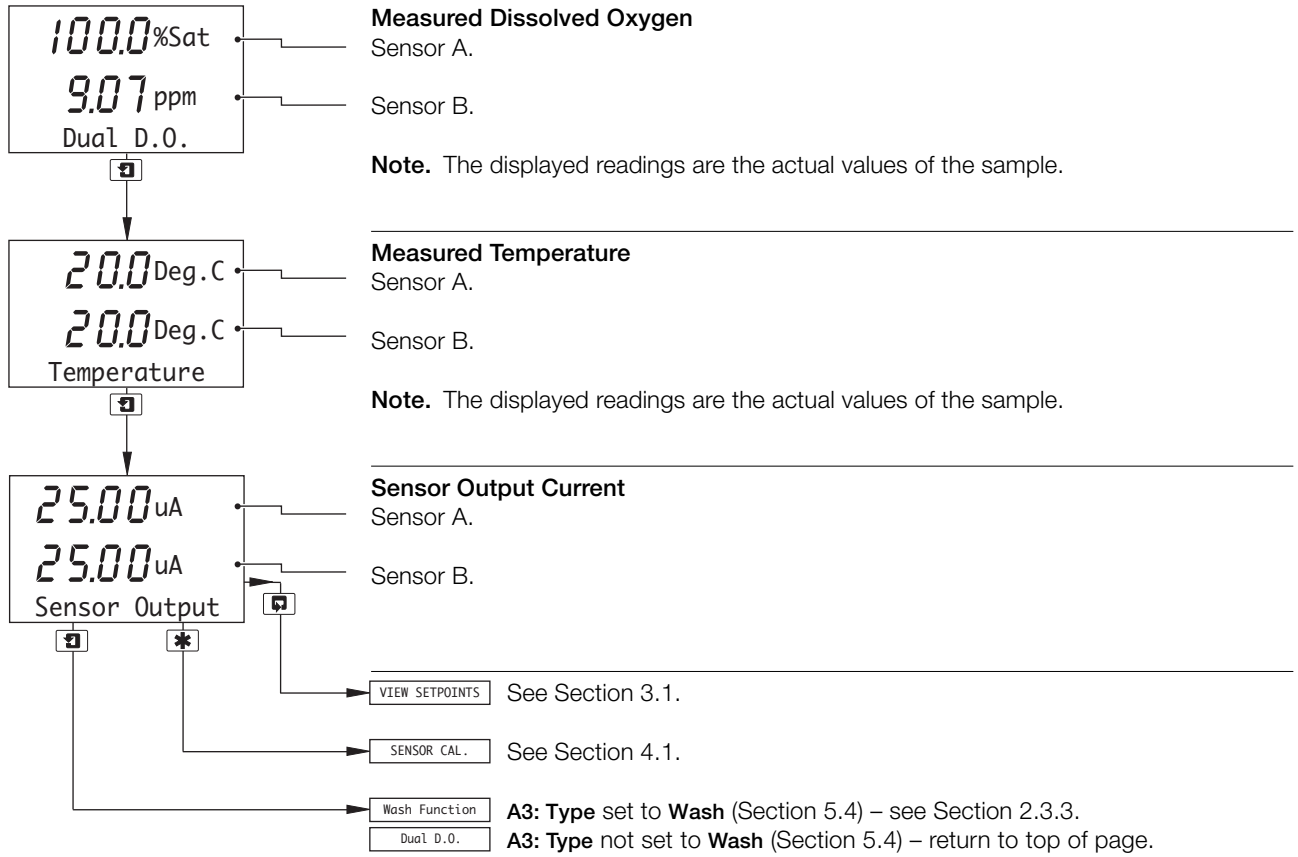 100.0 %Sat
9.07 ppm
Dual D.O.
Measured Dissolved Oxygen
Sensor A.
Sensor B.
Note. The displayed readings are the actual values of the sample.
20.0 Deg.C
20.0 Deg.C
Temperature
Measured Temperature
Sensor A.
Sensor B.
Note. The displayed readings are the actual values of the sample.
25.00 uA
25.00 uA
Sensor Output
Sensor Output Current
Sensor A.
Sensor B.
VIEW SETPOINTS See Section 3.1.
SENSOR CAL. See Section 4.1.
Wash Function A3: Type set to Wash (Section 5.4) – see Section 2.3.3.
Dual D.O. A3: Type not set to Wash (Section 5.4) – return to top of page.